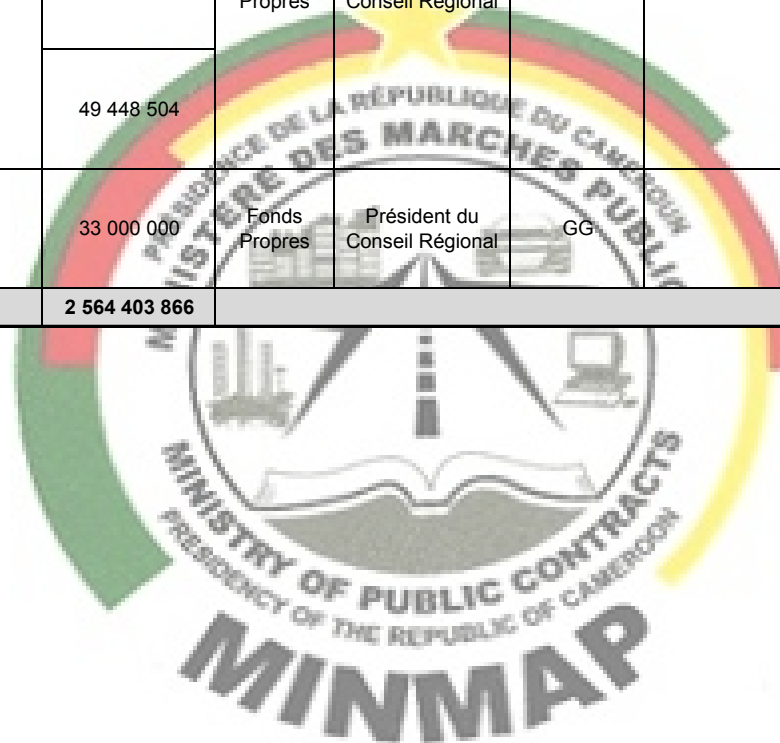 Propres Conseil Régional
49 448 504
33 000 000 Fonds Propres Président du Conseil Régional GG
2 564 403 866
PRÉSIDENCE DE LA RÉPUBLIQUE DU CAMEROUN
MINISTÈRE DES MARCHES PUBLIC
MINISTRY OF PUBLIC CONTRACTS
PRESIDENCY OF THE REPUBLIC OF CAMEROON
MINMAP